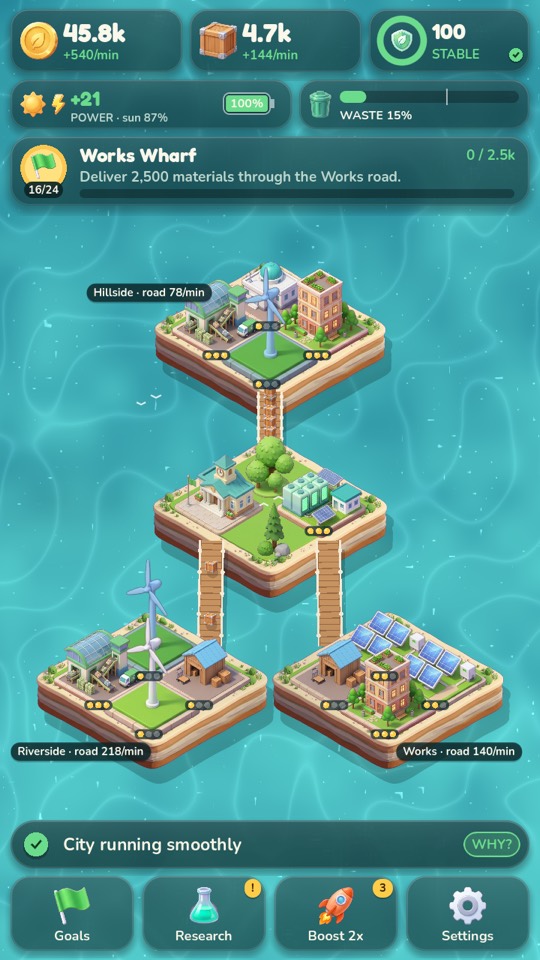 45.8k
+540/min
4.7k
+144/min
100
STABLE
+21
POWER · sun 87%
100%
WASTE 15%
Works Wharf
0 / 2.5k
Deliver 2,500 materials through the Works road.
16/24
Hillside · road 78/min
Riverside · road 218/min
Works · road 140/min
City running smoothly
WHY?
!
3
Goals
Research
Boost 2x
Settings